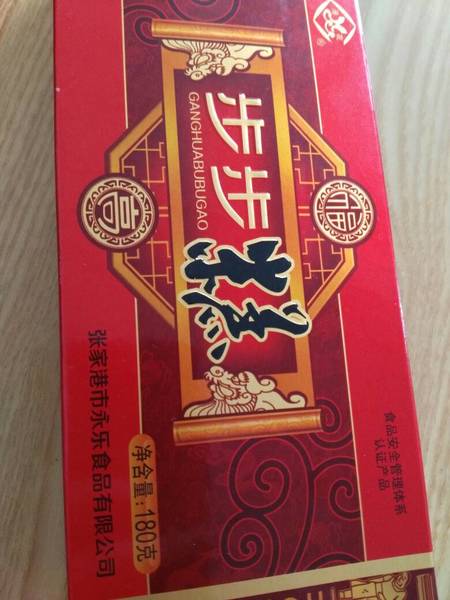 步步糕
GANGHUABUBUGAO
福
喜
食品安全管理体系
认证产品
净含量：180克
张家港市永乐食品有限公司